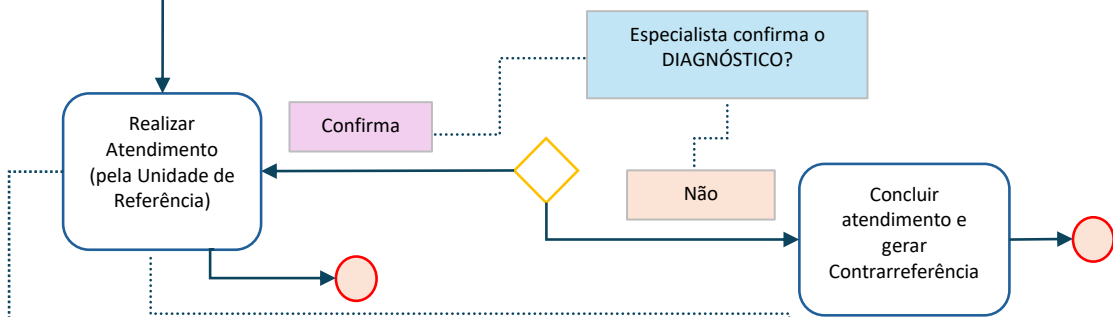 Especialista confirma o
DIAGNÓSTICO?
Realizar
Atendimento
(pela Unidade de
Referência)
Confirma
Não
Concluir
atendimento e
gerar
Contrarreferência